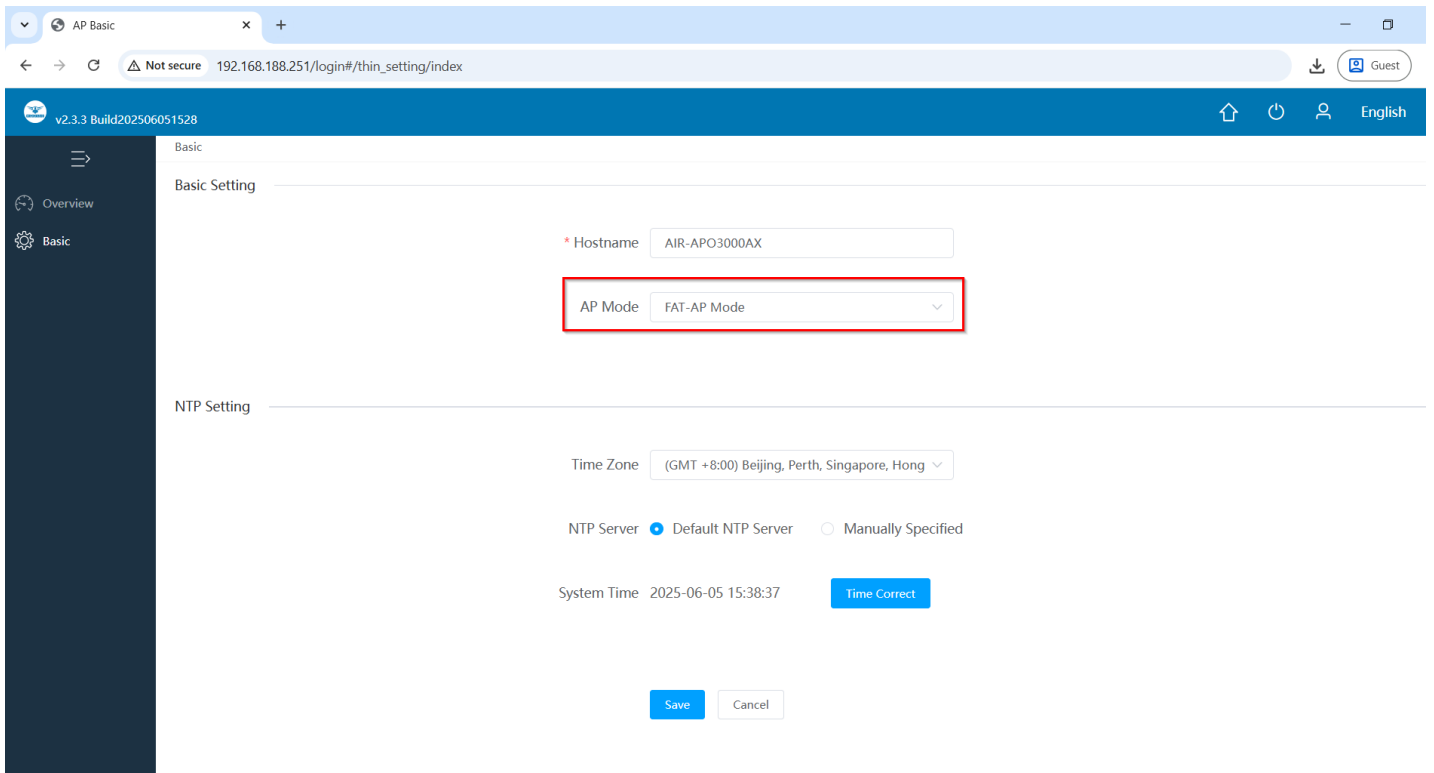 AP Basic
Not secure 192.168.188.251/login#/thin_setting/index
Guest
v2.3.3 Build202506051528
English
Basic
Basic Setting
Overview
Basic
* Hostname AIR-APO3000AX
AP Mode FAT-AP Mode
NTP Setting
Time Zone (GMT +8:00) Beijing, Perth, Singapore, Hong
NTP Server Default NTP Server Manually Specified
System Time 2025-06-05 15:38:37 Time Correct
Save Cancel